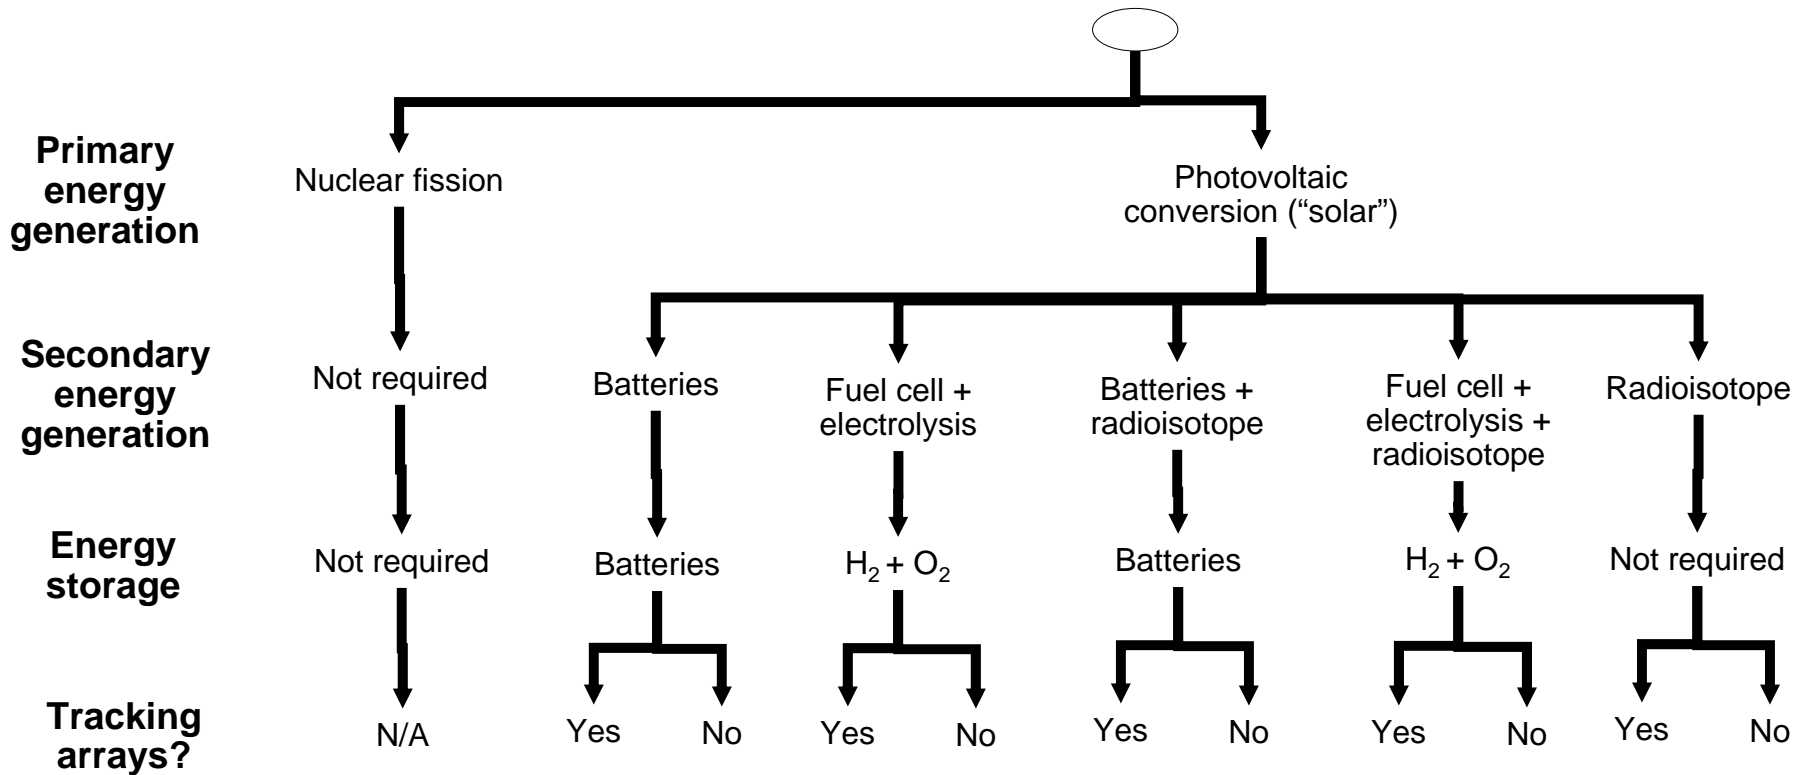 Primary
energy
generation
Nuclear fission
Photovoltaic
conversion (“solar”)
Secondary
energy
generation
Not required
Batteries
Fuel cell +
electrolysis
Batteries +
radioisotope
Fuel cell +
electrolysis +
radioisotope
Radioisotope
Energy
storage
Not required
Batteries
H₂ + O₂
Batteries
H₂ + O₂
Not required
Tracking
arrays?
N/A
Yes
No
Yes
No
Yes
No
Yes
No
Yes
No